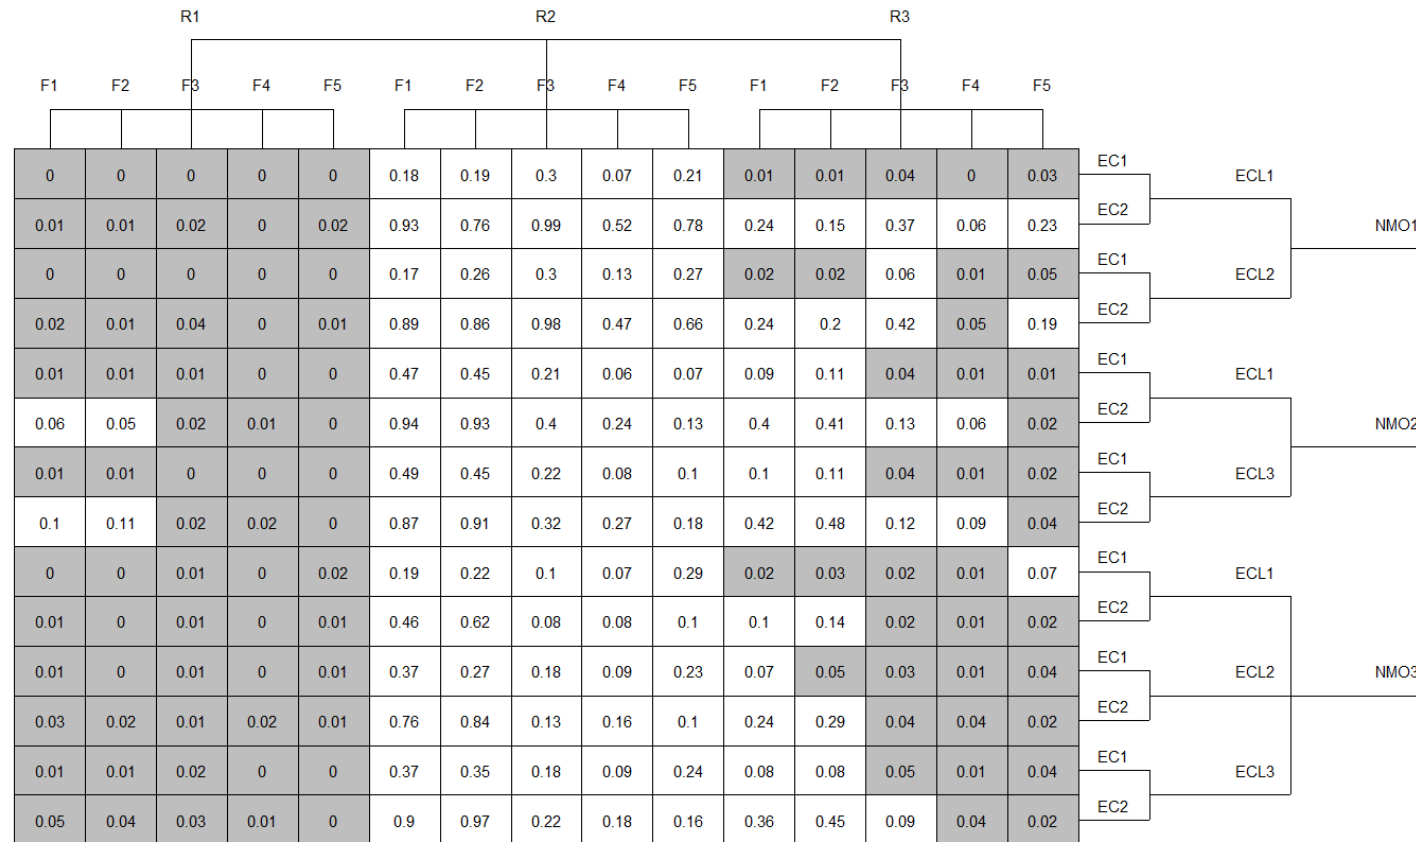 R1 R2 R3
F1 F2 F3 F4 F5 F1 F2 F3 F4 F5 F1 F2 F3 F4 F5
0 0 0 0 0 0.18 0.19 0.3 0.07 0.21 0.01 0.01 0.04 0 0.03 EC1 ECL1
0.01 0.01 0.02 0 0.02 0.93 0.76 0.99 0.52 0.78 0.24 0.15 0.37 0.06 0.23 EC2 NMO1
0 0 0 0 0 0.17 0.26 0.3 0.13 0.27 0.02 0.02 0.06 0.01 0.05 EC1 ECL2
0.02 0.01 0.04 0 0.01 0.89 0.86 0.98 0.47 0.66 0.24 0.2 0.42 0.05 0.19 EC2
0.01 0.01 0.01 0 0 0.47 0.45 0.21 0.06 0.07 0.09 0.11 0.04 0.01 0.01 EC1 ECL1
0.06 0.05 0.02 0.01 0 0.94 0.93 0.4 0.24 0.13 0.4 0.41 0.13 0.06 0.02 EC2 NMO2
0.01 0.01 0 0 0 0.49 0.45 0.22 0.08 0.1 0.1 0.11 0.04 0.01 0.02 EC1 ECL3
0.1 0.11 0.02 0.02 0 0.87 0.91 0.32 0.27 0.18 0.42 0.48 0.12 0.09 0.04 EC2
0 0 0.01 0 0.02 0.19 0.22 0.1 0.07 0.29 0.02 0.03 0.02 0.01 0.07 EC1 ECL1
0.01 0 0.01 0 0.01 0.46 0.62 0.08 0.08 0.1 0.1 0.14 0.02 0.01 0.02 EC2
0.01 0 0.01 0 0.01 0.37 0.27 0.18 0.09 0.23 0.07 0.05 0.03 0.01 0.04 EC1 ECL2 NMO3
0.03 0.02 0.01 0.02 0.01 0.76 0.84 0.13 0.16 0.1 0.24 0.29 0.04 0.04 0.02 EC2
0.01 0.01 0.02 0 0 0.37 0.35 0.18 0.09 0.24 0.08 0.08 0.05 0.01 0.04 EC1 ECL3
0.05 0.04 0.03 0.01 0 0.9 0.97 0.22 0.18 0.16 0.36 0.45 0.09 0.04 0.02 EC2